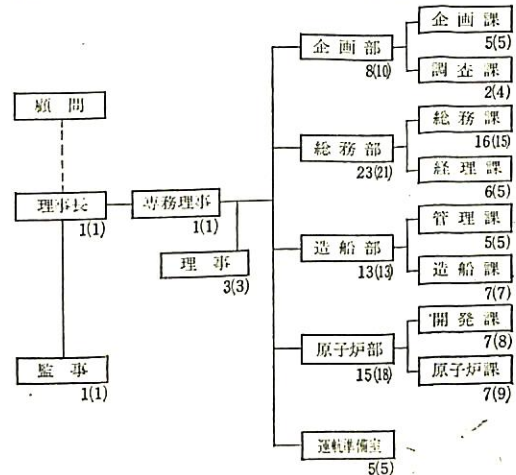 企画部
8(10)
企画課
5(5)
調査課
2(4)
顧問
総務部
23(21)
総務課
16(15)
経理課
6(5)
理事長
1(1)
専務理事
1(1)
理事
3(3)
造船部
13(13)
管理課
5(5)
造船課
7(7)
原子炉部
15(18)
開発課
7(8)
原子炉課
7(9)
監事
1(1)
運航準備室
5(5)